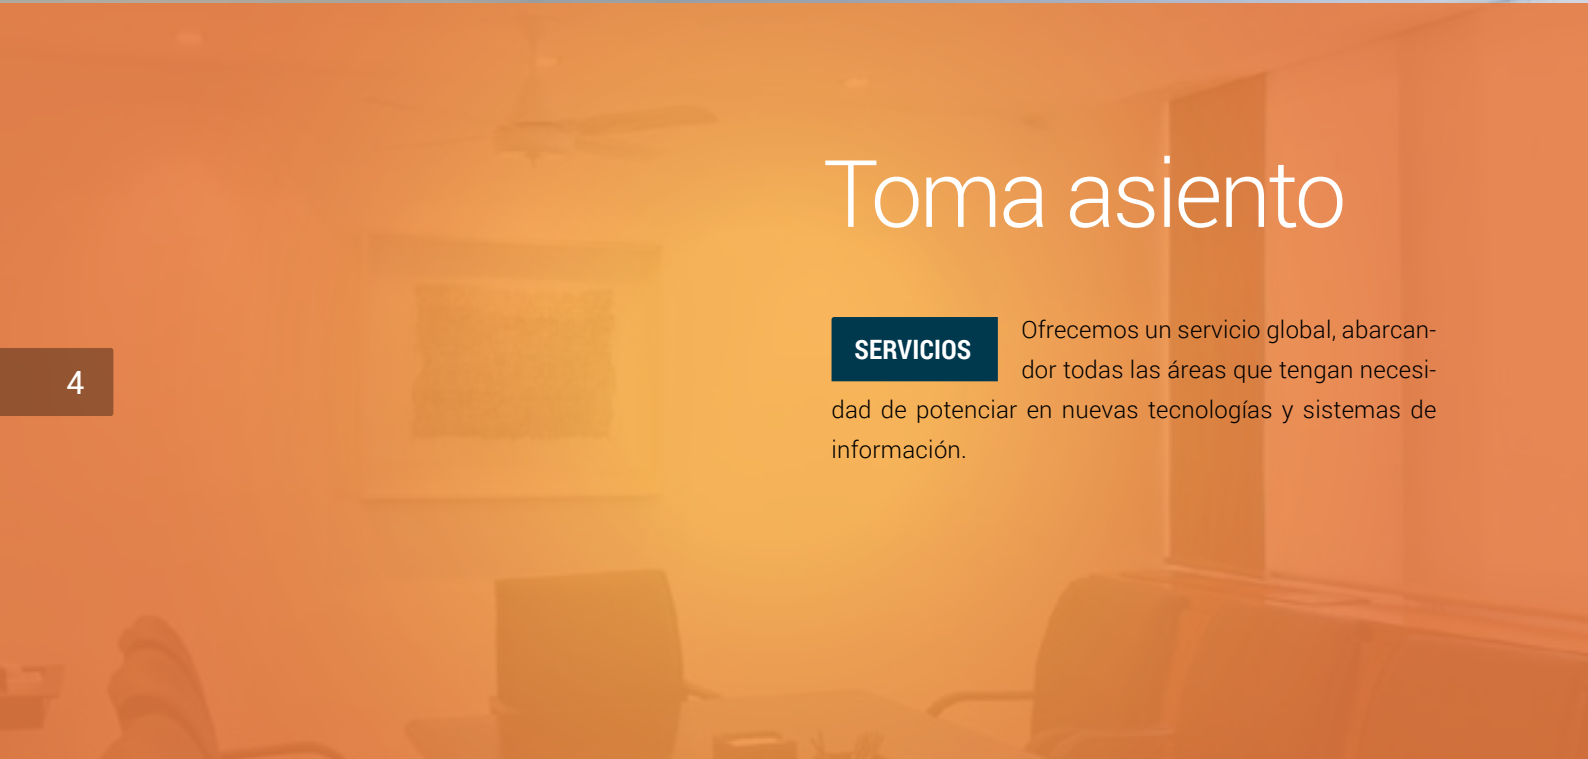 Toma asiento
SERVICIOS
Ofrecemos un servicio global, abarcan-
dor todas las áreas que tengan necesi-
dad de potenciar en nuevas tecnologías y sistemas de
información.
4